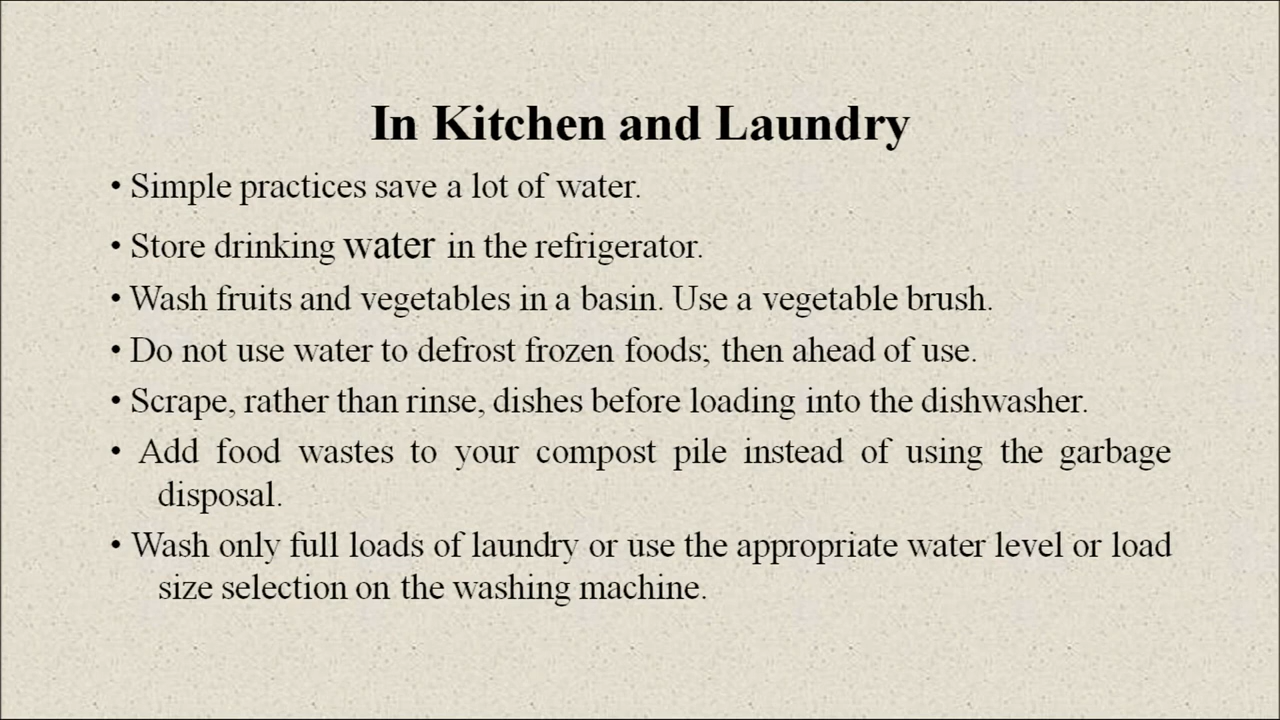 In Kitchen and Laundry
• Simple practices save a lot of water.
• Store drinking water in the refrigerator.
• Wash fruits and vegetables in a basin. Use a vegetable brush.
• Do not use water to defrost frozen foods; then ahead of use.
• Scrape, rather than rinse, dishes before loading into the dishwasher.
• Add food wastes to your compost pile instead of using the garbage
disposal.
• Wash only full loads of laundry or use the appropriate water level or load
size selection on the washing machine.